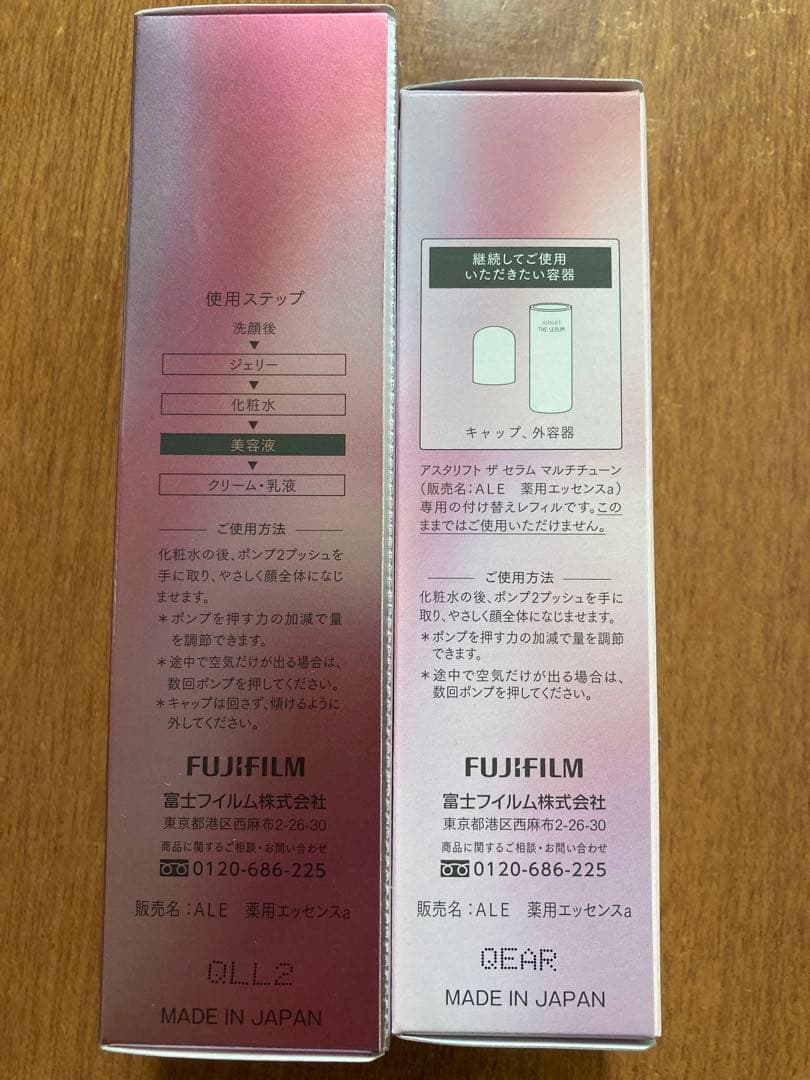 使用ステップ
洗顔後
▼
ジェリー
▼
化粧水
▼
美容液
▼
クリーム・乳液
ご使用方法
化粧水の後、ポンプ2プッシュを
手に取り、やさしく顔全体になじ
ませます。
＊ポンプを押す力の加減で量
を調節できます。
＊途中で空気だけが出る場合は、
数回ポンプを押してください。
＊キャップは回さず、傾けるように
外してください。
FUJIFILM
富士フイルム株式会社
東京都港区西麻布2-26-30
商品に関するご相談・お問い合わせ
0120-686-225
販売名：ALE 薬用エッセンスa
QLL2
MADE IN JAPAN
継続してご使用
いただきたい容器
ASTALIFT
THE SERUM
キャップ、外容器
アスタリフト ザ セラム マルチチューン
（販売名：ALE 薬用エッセンスa）
専用の付け替えレフィルです。この
ままではご使用いただけません。
ご使用方法
化粧水の後、ポンプ2プッシュを手に
取り、やさしく顔全体になじませます。
＊ポンプを押す力の加減で量を調節
できます。
＊途中で空気だけが出る場合は、
数回ポンプを押してください。
FUJIFILM
富士フイルム株式会社
東京都港区西麻布2-26-30
商品に関するご相談・お問い合わせ
0120-686-225
販売名：ALE 薬用エッセンスa
QEAR
MADE IN JAPAN